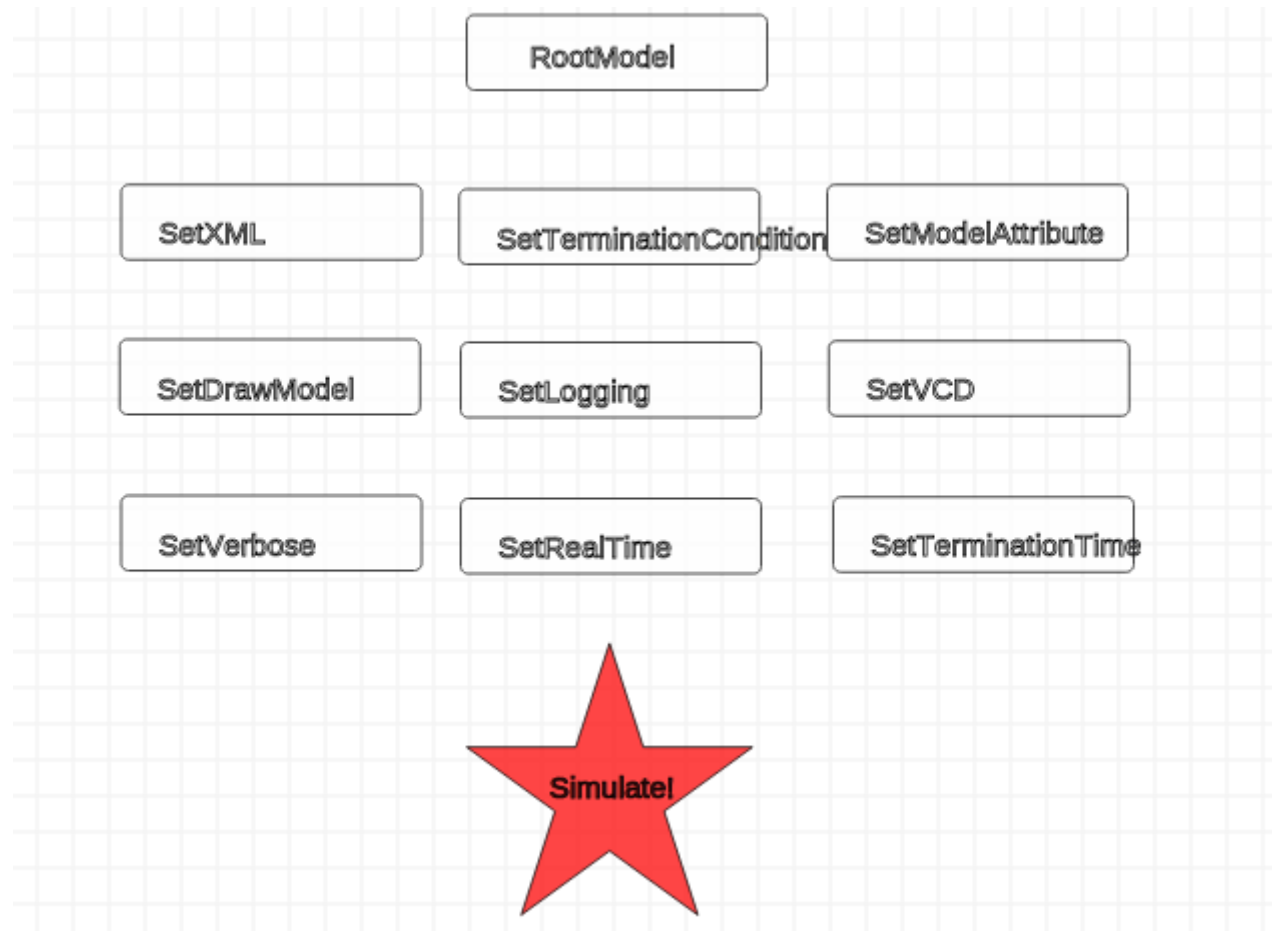 RootModel
SetXML
SetTerminationCondition
SetModelAttribute
SetDrawModel
SetLogging
SetVCD
SetVerbose
SetRealTime
SetTerminationTime
Simulate!